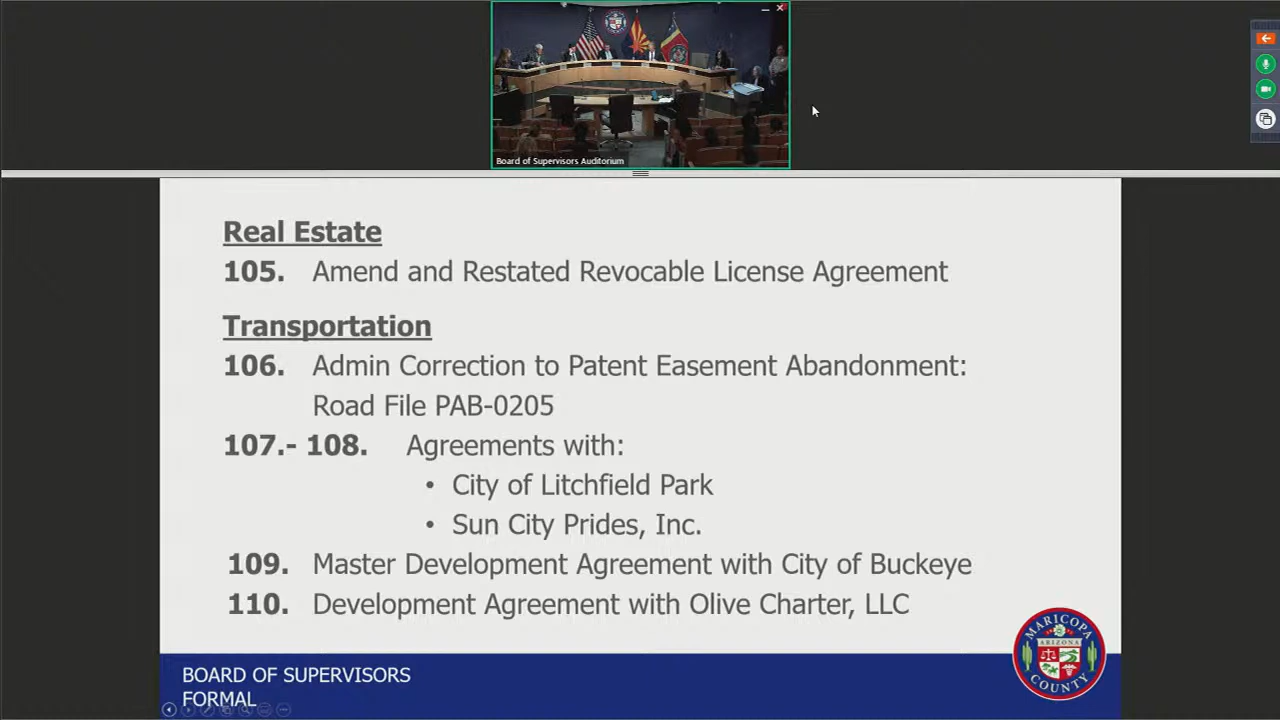 Board of Supervisors Auditorium
Real Estate
105. Amend and Restated Revocable License Agreement
Transportation
106. Admin Correction to Patent Easement Abandonment:
Road File PAB-0205
107.- 108. Agreements with:
• City of Litchfield Park
• Sun City Prides, Inc.
109. Master Development Agreement with City of Buckeye
110. Development Agreement with Olive Charter, LLC
MARICOPA
ARIZONA
COUNTY
BOARD OF SUPERVISORS
FORMAL